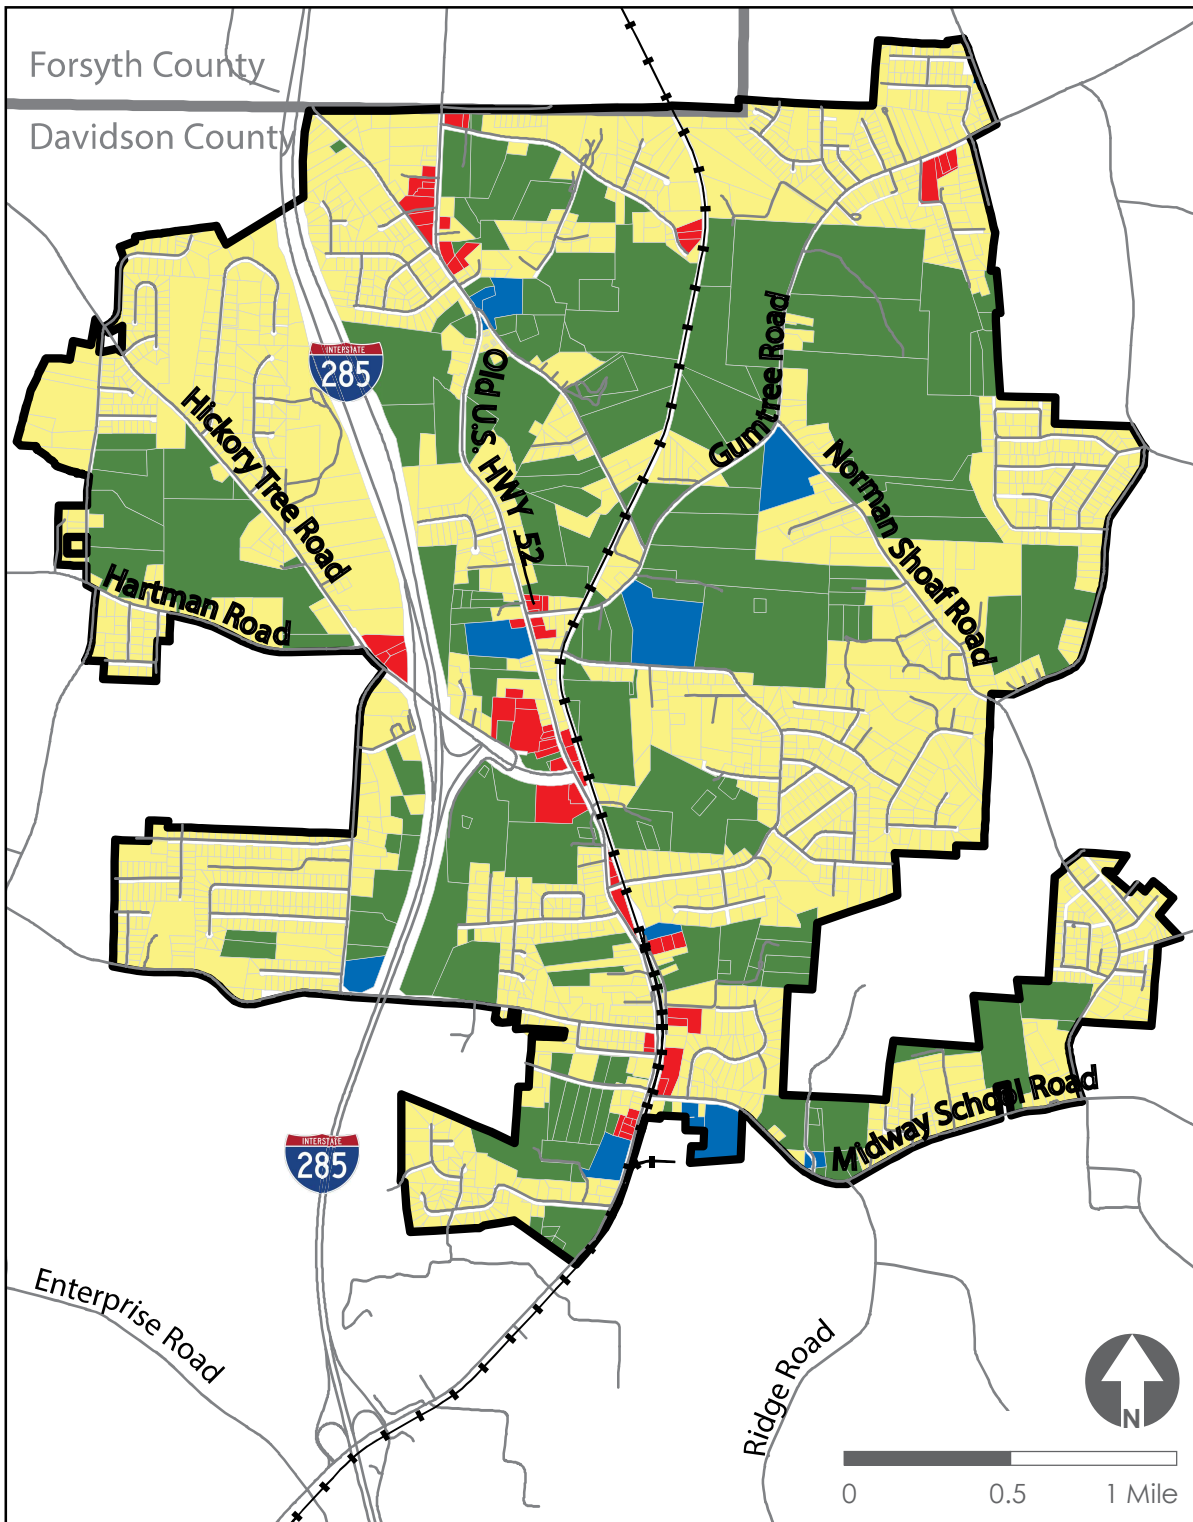 Forsyth County
Davidson County
INTERSTATE
285
Old U.S. HWY 52
Gumtree Road
Hickory Tree Road
Norman Shoaf Road
Hartman Road
Midway School Road
INTERSTATE
285
Enterprise Road
Ridge Road
N
0 0.5 1 Mile